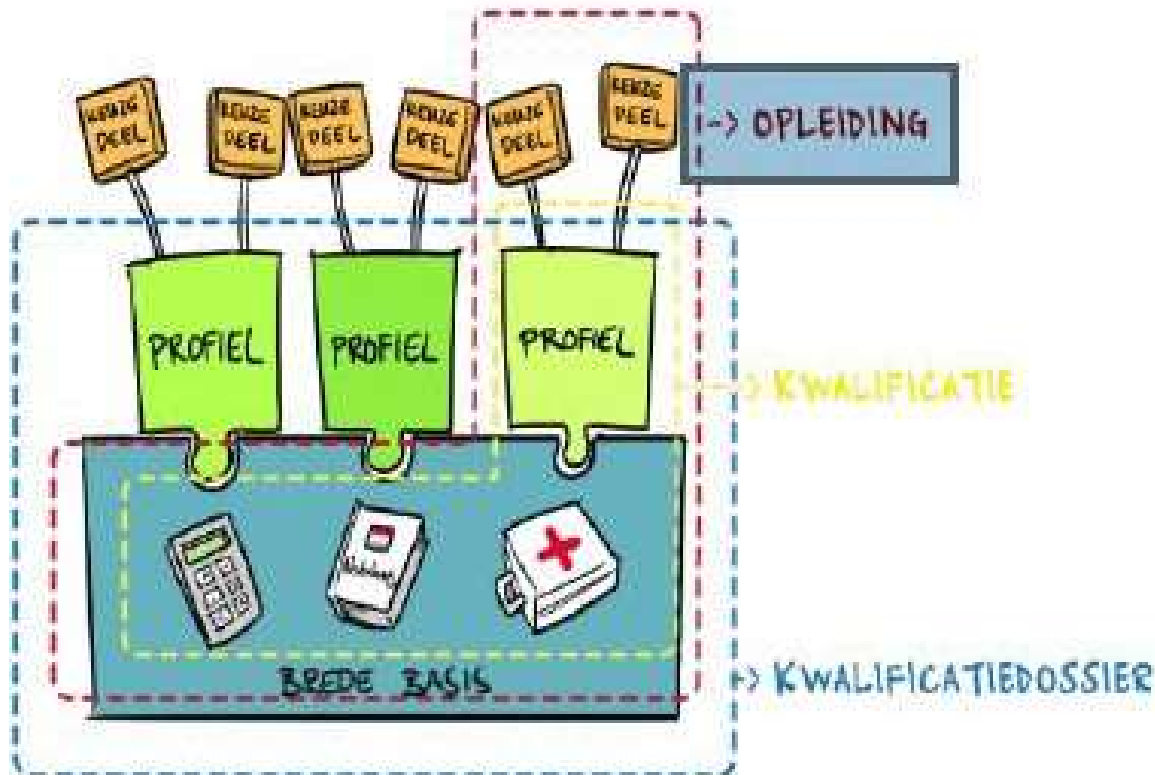 KEUZE
DEEL
KEUZE
DEEL
KEUZE
DEEL
KEUZE
DEEL
KEUZE
DEEL
KEUZE
DEEL
-> OPLEIDING
PROFIEL
PROFIEL
PROFIEL
-> KWALIFICATIE
BREDE BASIS
-> KWALIFICATIEDOSSIER